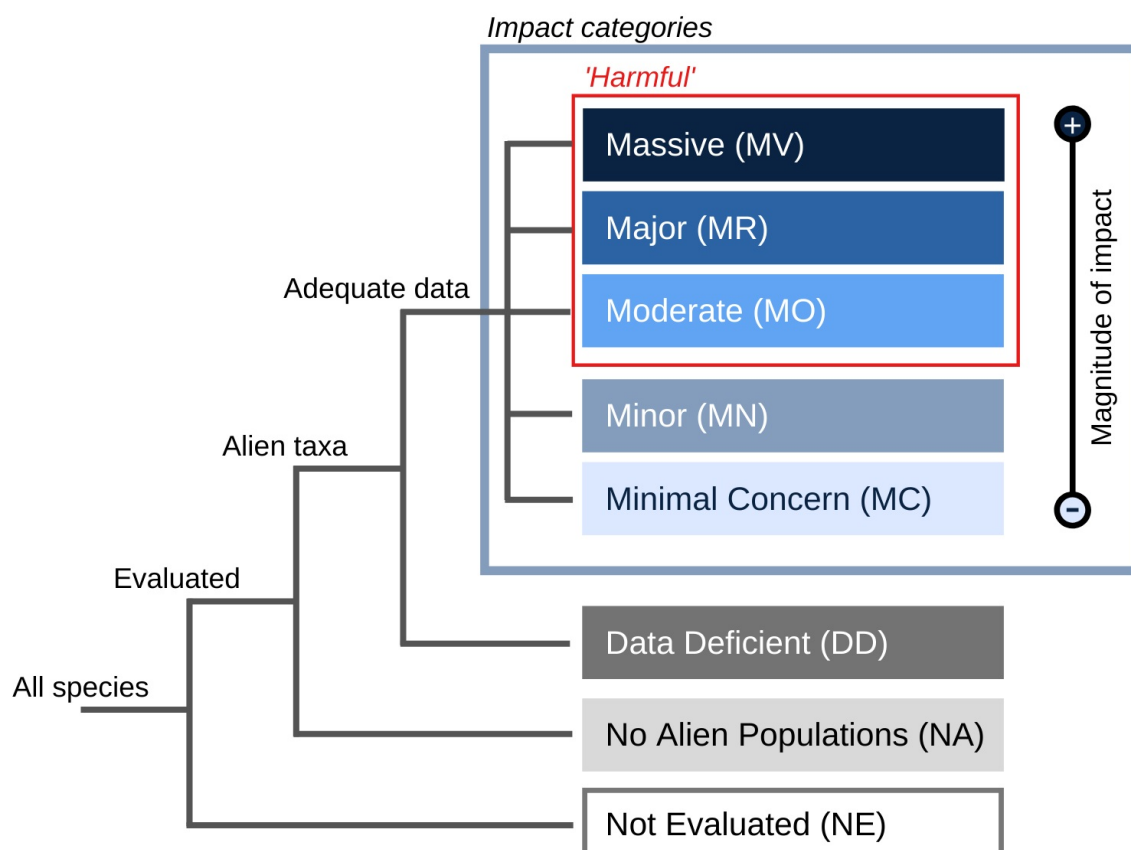 Impact categories
'Harmful'
Massive (MV)
Major (MR)
Moderate (MO)
Minor (MN)
Minimal Concern (MC)
+
Magnitude of impact
-
Adequate data
Alien taxa
Evaluated
All species
Data Deficient (DD)
No Alien Populations (NA)
Not Evaluated (NE)